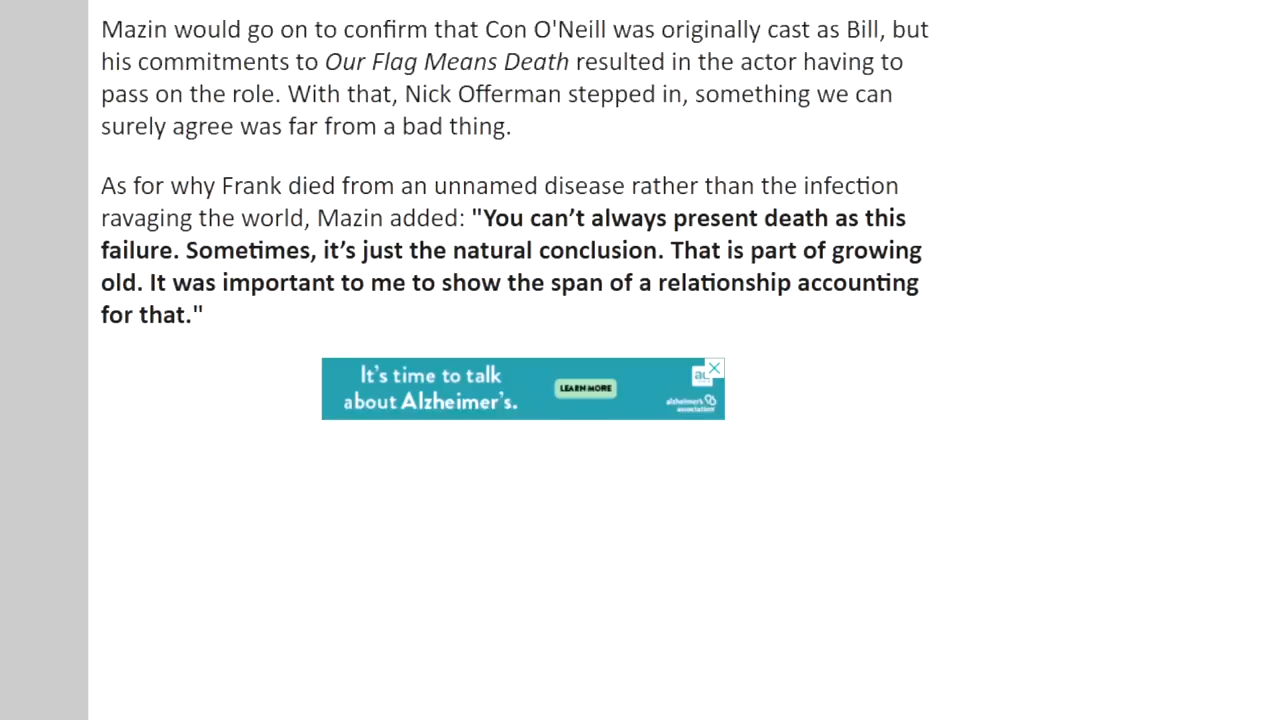 Mazin would go on to confirm that Con O'Neill was originally cast as Bill, but
his commitments to Our Flag Means Death resulted in the actor having to
pass on the role. With that, Nick Offerman stepped in, something we can
surely agree was far from a bad thing.
As for why Frank died from an unnamed disease rather than the infection
ravaging the world, Mazin added: "You can’t always present death as this
failure. Sometimes, it’s just the natural conclusion. That is part of growing
old. It was important to me to show the span of a relationship accounting
for that."
It's time to talk
about Alzheimer's.
LEARN MORE
alzheimer's
association